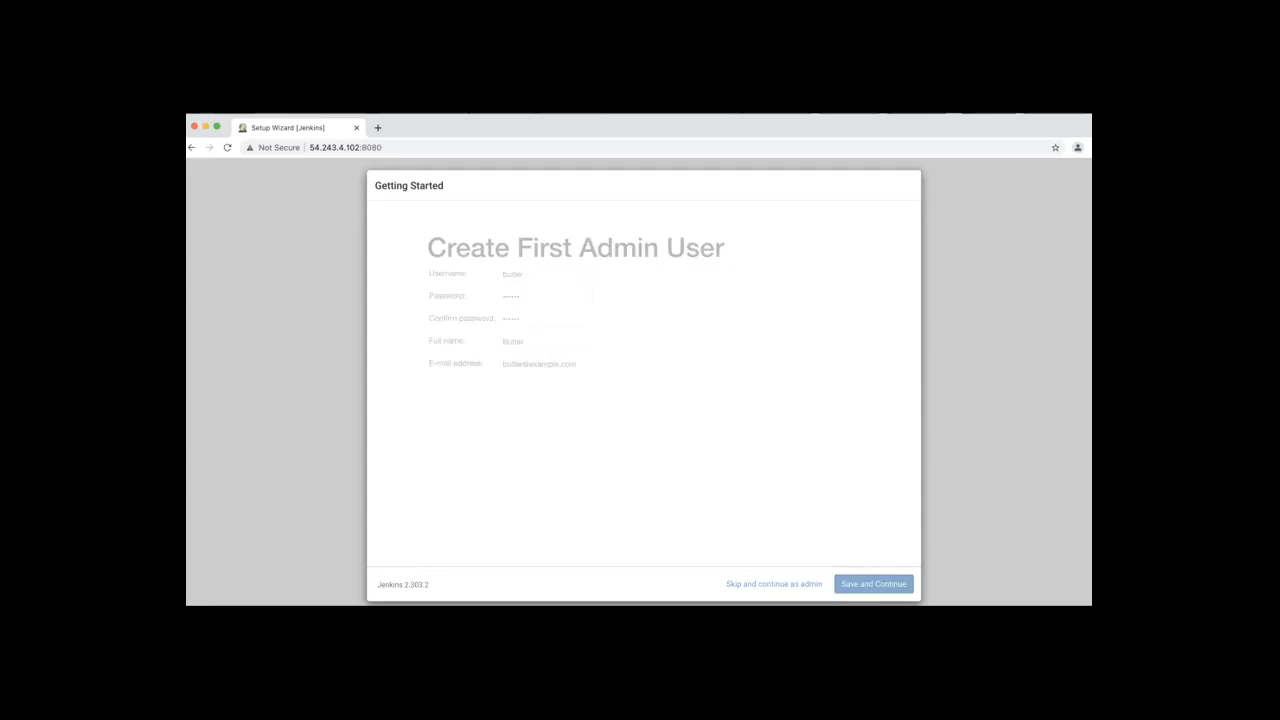 Setup Wizard [Jenkins]
Not Secure 54.243.4.102:8080
Getting Started
Create First Admin User
Username: butler
Password: ••••••
Confirm password: ••••••
Full name: Butler
E-mail address: butler@example.com
Jenkins 2.303.2 Skip and continue as admin Save and Continue